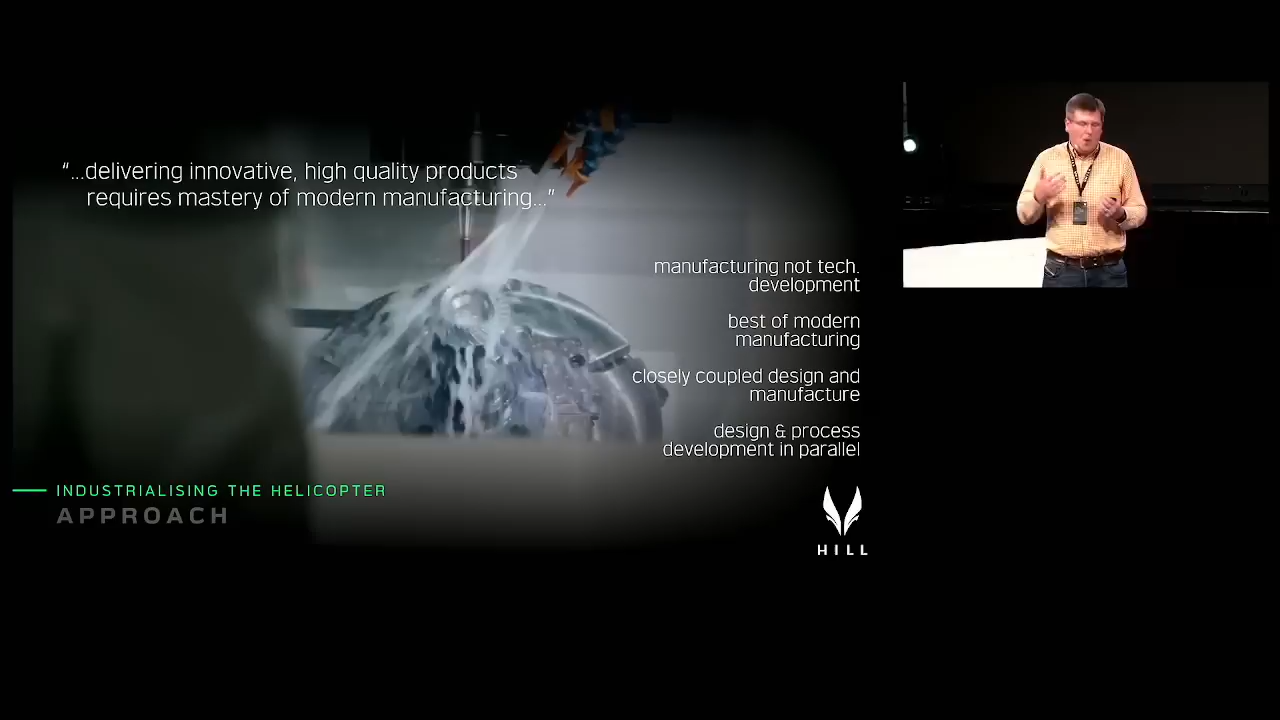 “...delivering innovative, high quality products
requires mastery of modern manufacturing...”
manufacturing not tech.
development
best of modern
manufacturing
closely coupled design and
manufacture
design & process
development in parallel
INDUSTRIALISING THE HELICOPTER
APPROACH
HILL